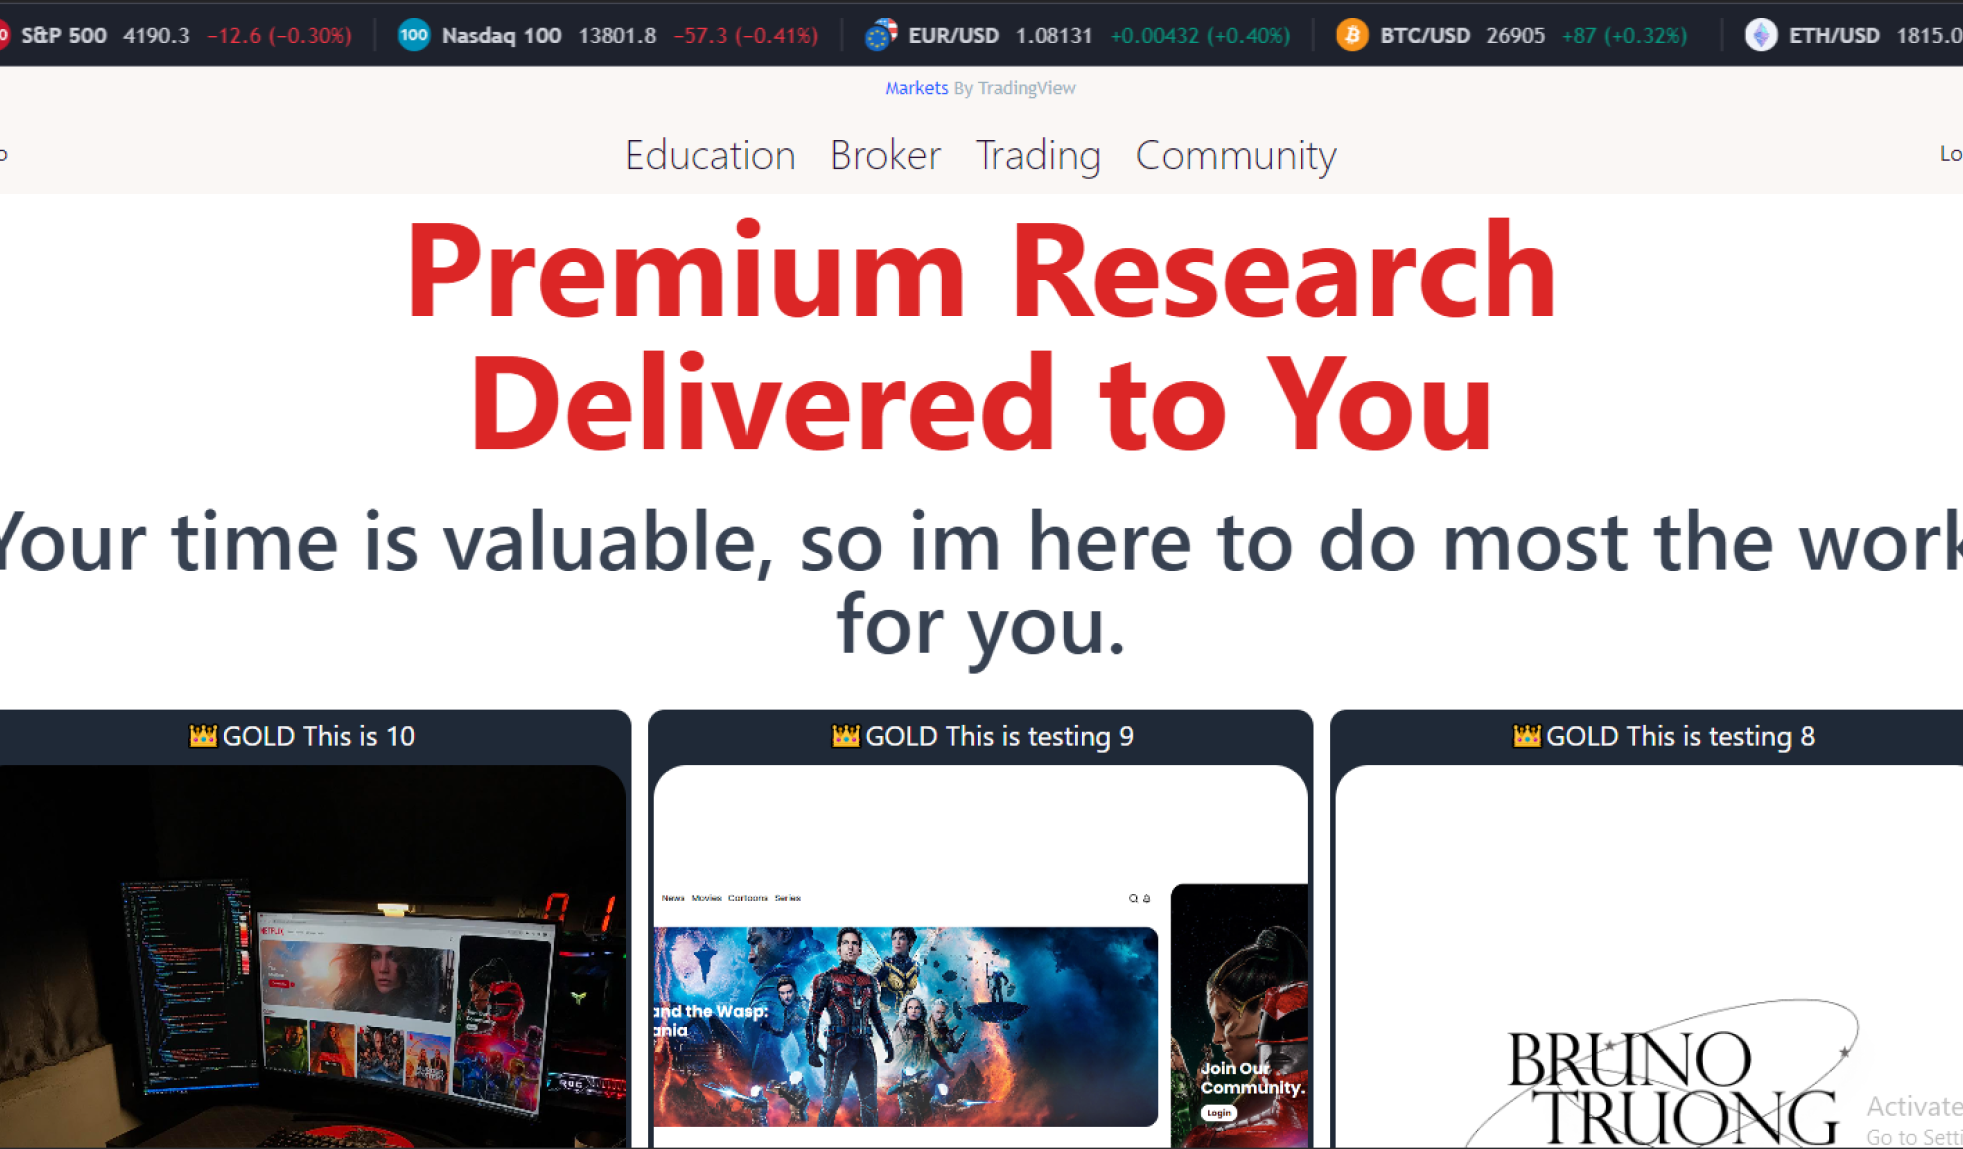 S&P 500 4190.3 −12.6 (−0.30%) 100 Nasdaq 100 13801.8 −57.3 (−0.41%) EUR/USD 1.08131 +0.00432 (+0.40%) BTC/USD 26905 +87 (+0.32%) ETH/USD 1815.0
Markets By TradingView
Education Broker Trading Community
Lo
Premium Research
Delivered to You
Your time is valuable, so im here to do most the work
for you.
GOLD This is 10
GOLD This is testing 9
GOLD This is testing 8
NETFLIX
News Movies Cartoons Series
and the Wasp:
ania
Join Our
Community.
Login
BRUNO
TRUONG
Activate
Go to Setti